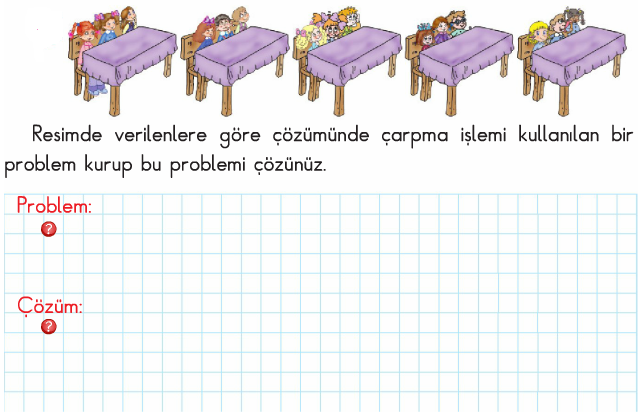 Resimde verilenlere göre çözümünde çarpma işlemi kullanılan bir
problem kurup bu problemi çözünüz.
Problem:
?
Çözüm:
?